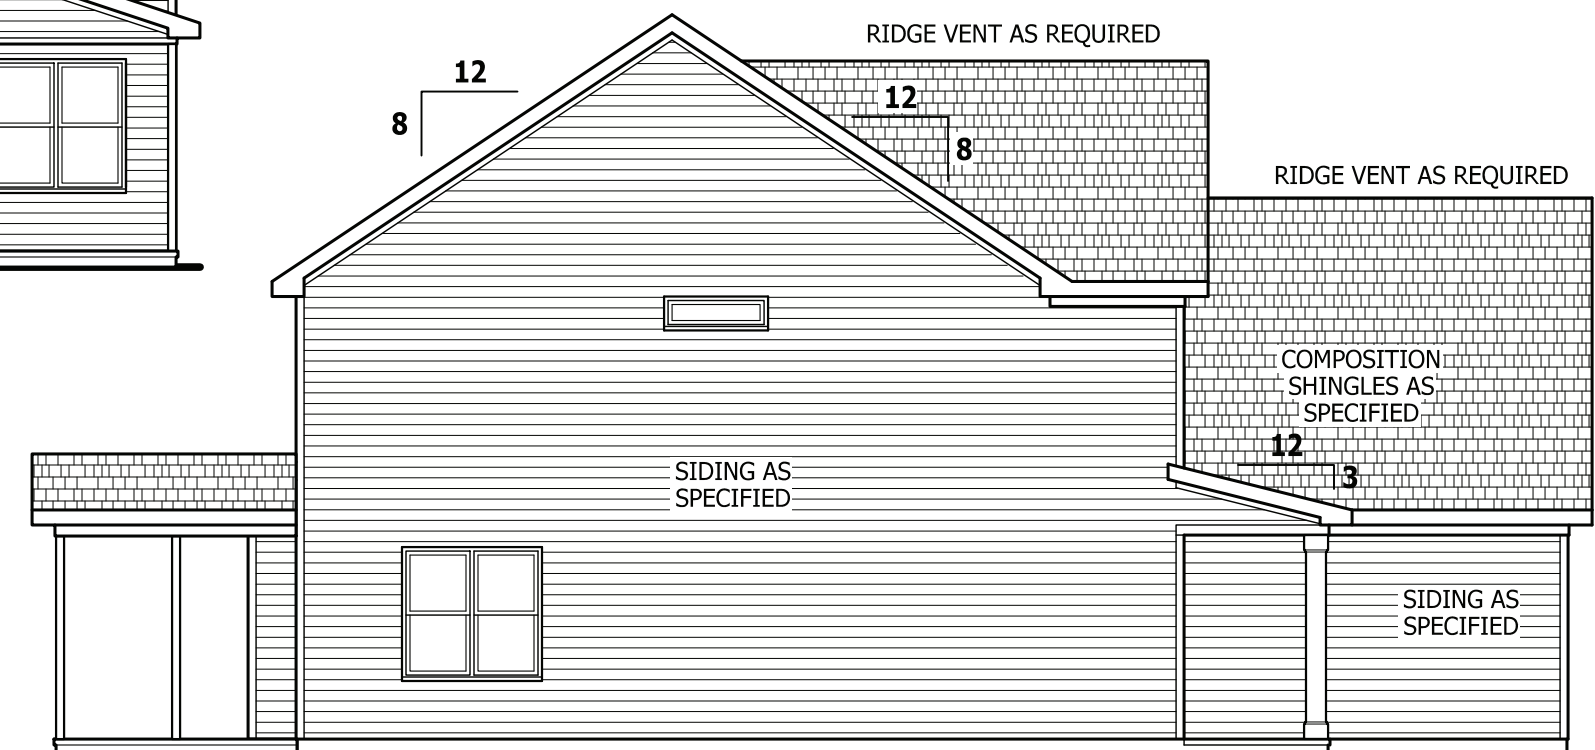 RIDGE VENT AS REQUIRED
12
8
12
8
RIDGE VENT AS REQUIRED
COMPOSITION
SHINGLES AS
SPECIFIED
12
3
SIDING AS
SPECIFIED
SIDING AS
SPECIFIED